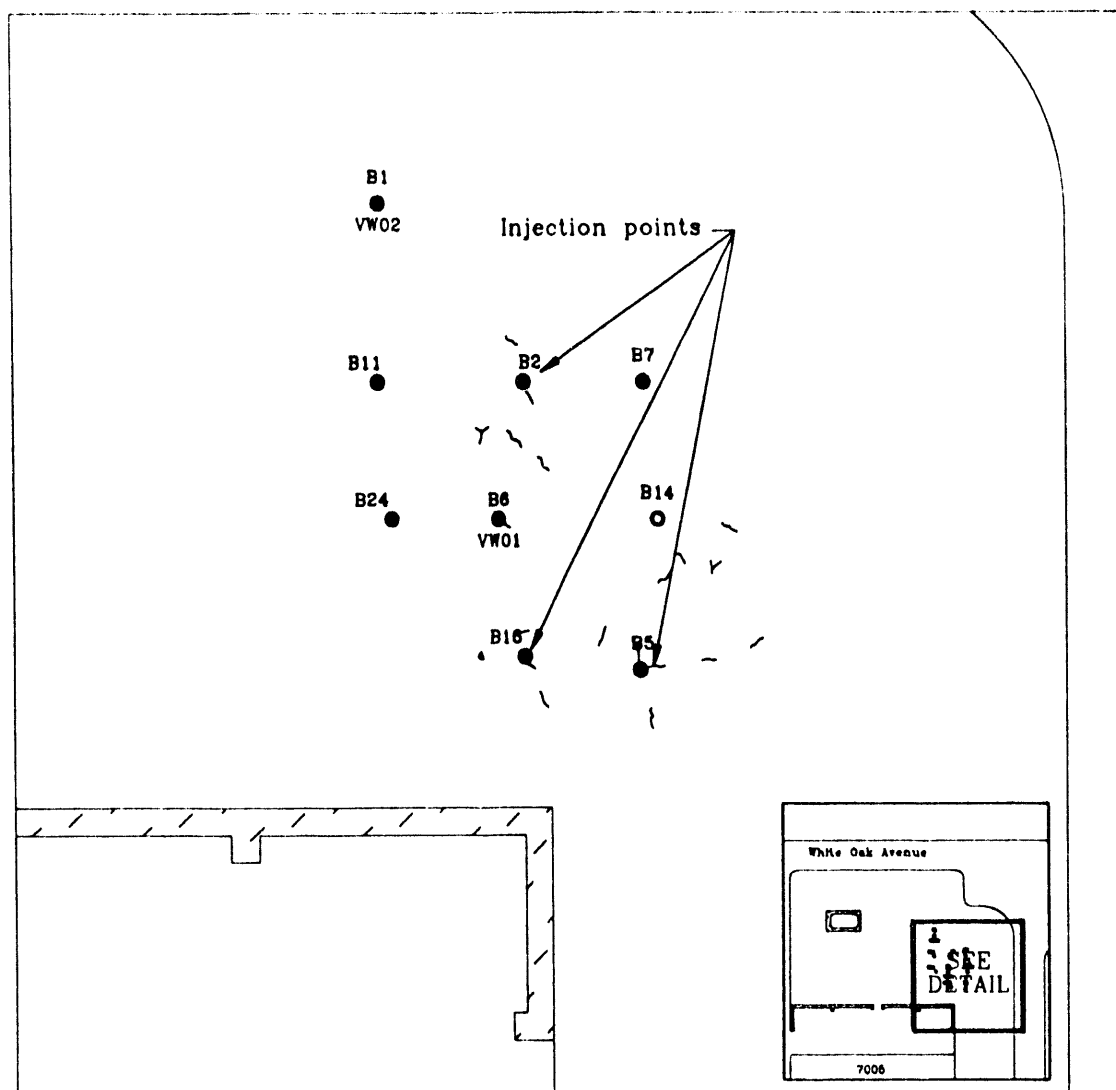 B1
VW02
Injection points
B11
B2
B7
B24
B6
VW01
B14
B16
B5
White Oak Avenue
SEE
DETAIL
7006